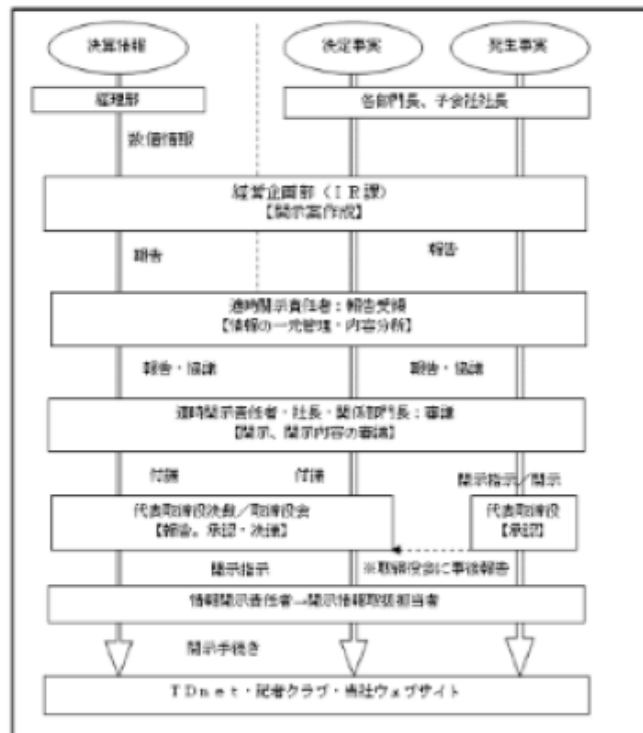 決算情報
決定事実
発生事実
経理部
各部門長、子会社社長
数値情報
経営企画部(IR課)
【開示案作成】
報告
報告
適時開示責任者：報告受領
【情報の一元管理・内容分析】
報告・協議
報告・協議
適時開示責任者・社長・関係部門長：審議
【開示、開示内容の審議】
付議
付議
開示指示／開示
代表取締役決裁／取締役会
【報告。承認・決議】
代表取締役
【承認】
開示指示
※取締役会に事後報告
情報開示責任者→開示情報取扱担当者
開示手続き
TDnet・記者クラブ・当社ウェブサイト